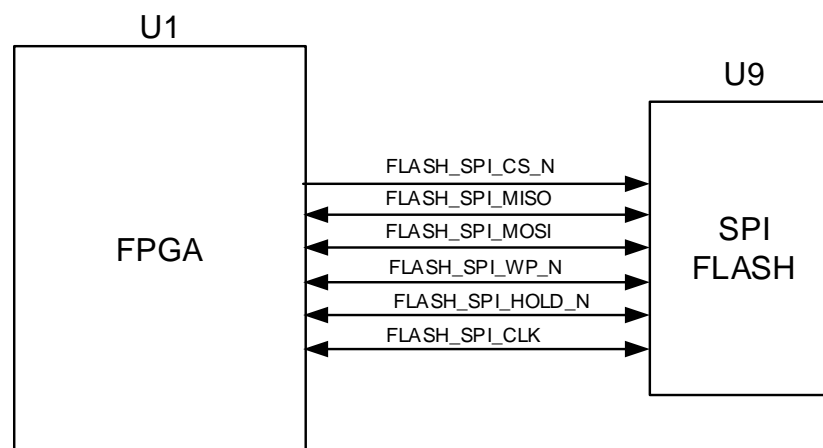 U1
U9
FLASH_SPI_CS_N
FLASH_SPI_MISO
FLASH_SPI_MOSI
FLASH_SPI_WP_N
FLASH_SPI_HOLD_N
FLASH_SPI_CLK
FPGA
SPI
FLASH